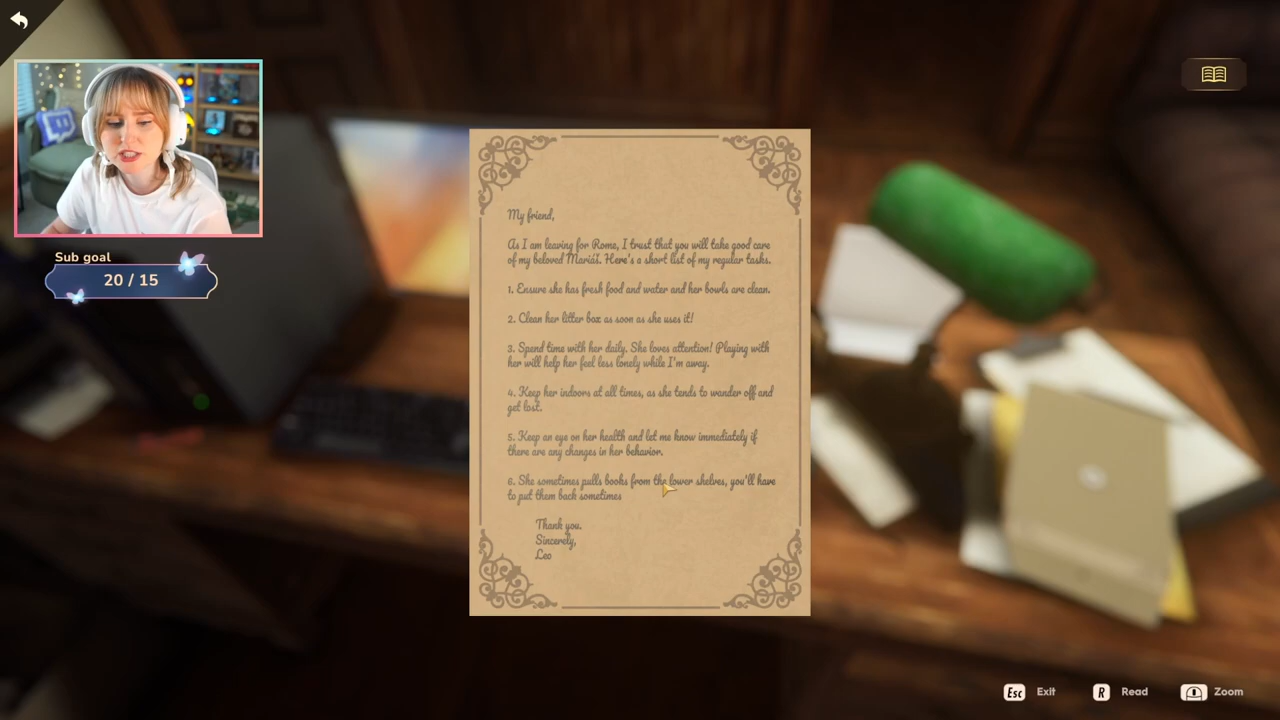 Sub goal
20 / 15
My friend,
As I am leaving for Rome, I trust that you will take good care
of my beloved Mariáš. Here's a short list of my regular tasks.
1. Ensure she has fresh food and water and her bowls are clean.
2. Clean her litter box as soon as she uses it!
3. Spend time with her daily. She loves attention! Playing with
her will help her feel less lonely while I'm away.
4. Keep her indoors at all times, as she tends to wander off and
get lost.
5. Keep an eye on her health and let me know immediately if
there are any changes in her behavior.
6. She sometimes pulls books from the lower shelves, you'll have
to put them back sometimes
Thank you.
Sincerely,
Leo
Esc Exit R Read Zoom